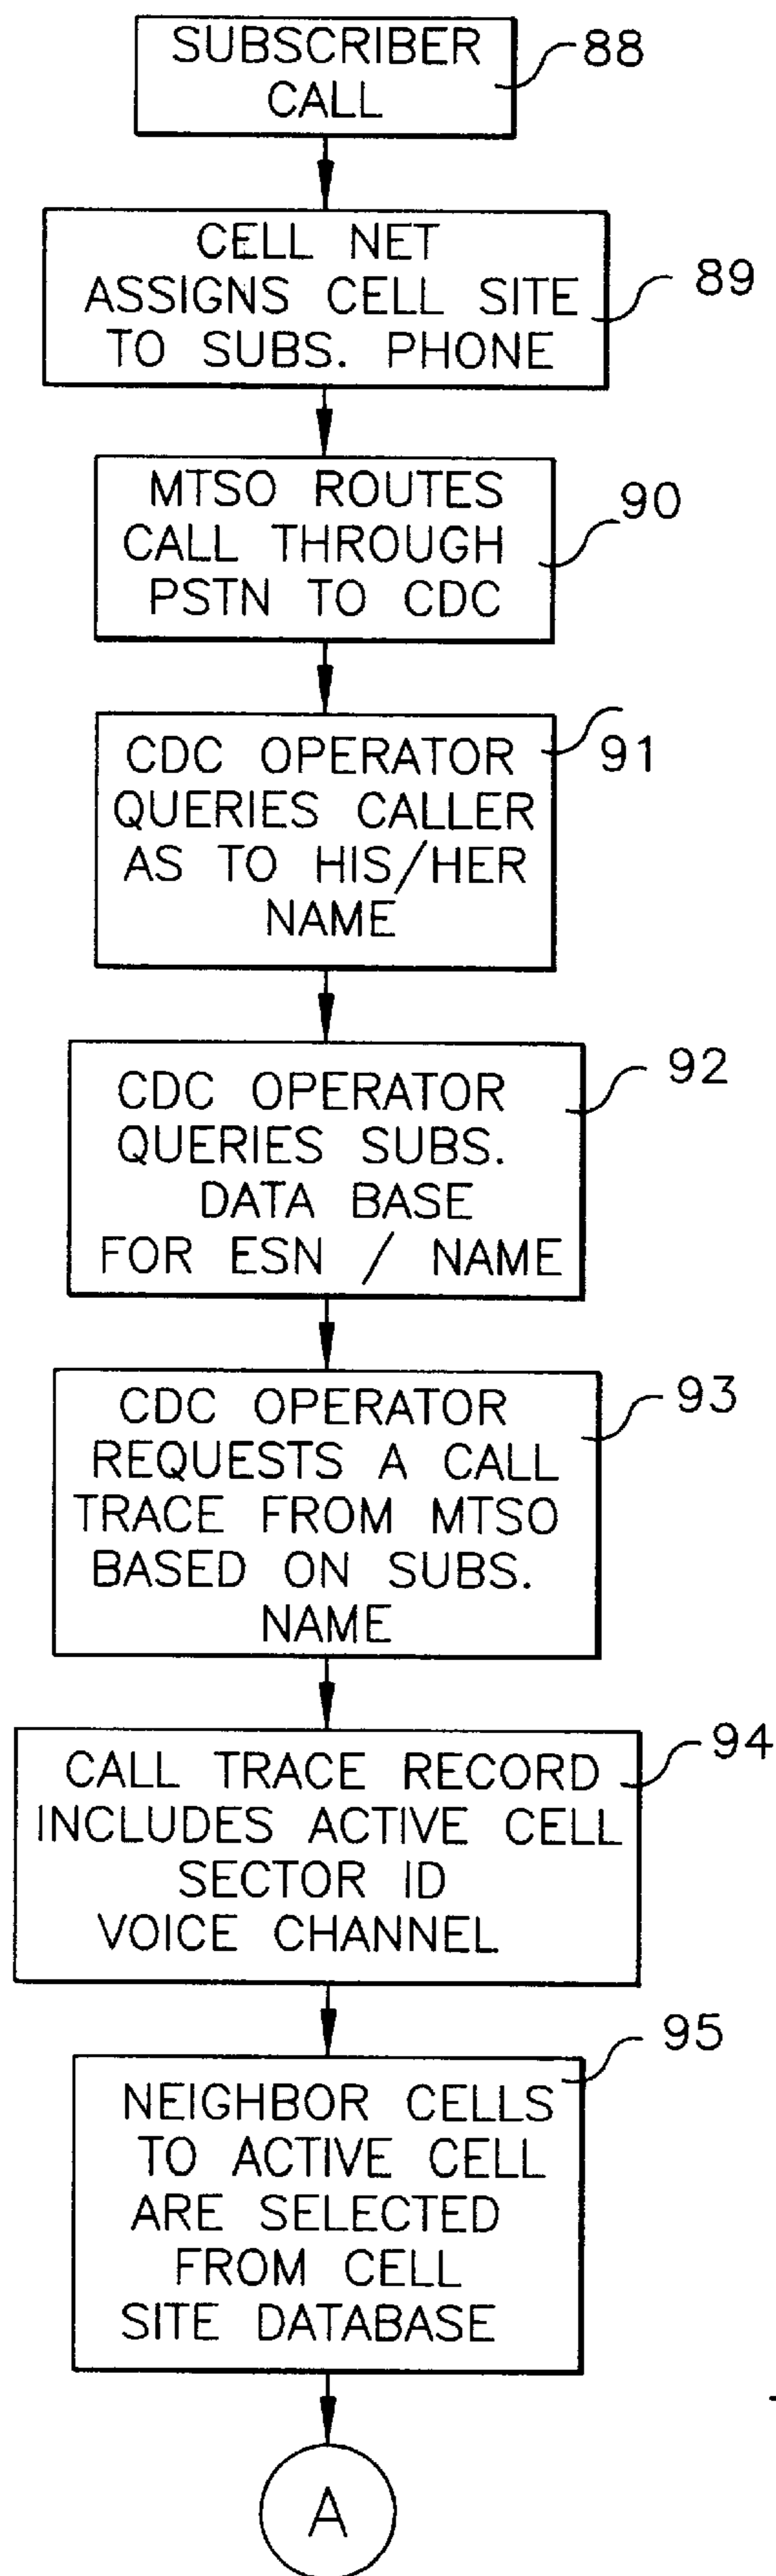 SUBSCRIBER
CALL
88
CELL NET
ASSIGNS CELL SITE
TO SUBS. PHONE
89
MTSO ROUTES
CALL THROUGH
PSTN TO CDC
90
CDC OPERATOR
QUERIES CALLER
AS TO HIS/HER
NAME
91
CDC OPERATOR
QUERIES SUBS.
DATA BASE
FOR ESN / NAME
92
CDC OPERATOR
REQUESTS A CALL
TRACE FROM MTSO
BASED ON SUBS.
NAME
93
CALL TRACE RECORD
INCLUDES ACTIVE CELL
SECTOR ID
VOICE CHANNEL
94
NEIGHBOR CELLS
TO ACTIVE CELL
ARE SELECTED
FROM CELL
SITE DATABASE
95
A